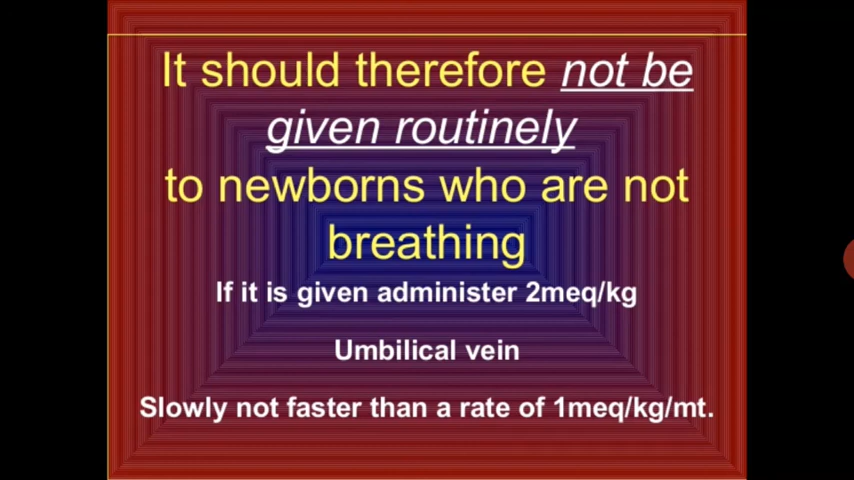 It should therefore not be
given routinely
to newborns who are not
breathing
If it is given administer 2meq/kg
Umbilical vein
Slowly not faster than a rate of 1meq/kg/mt.